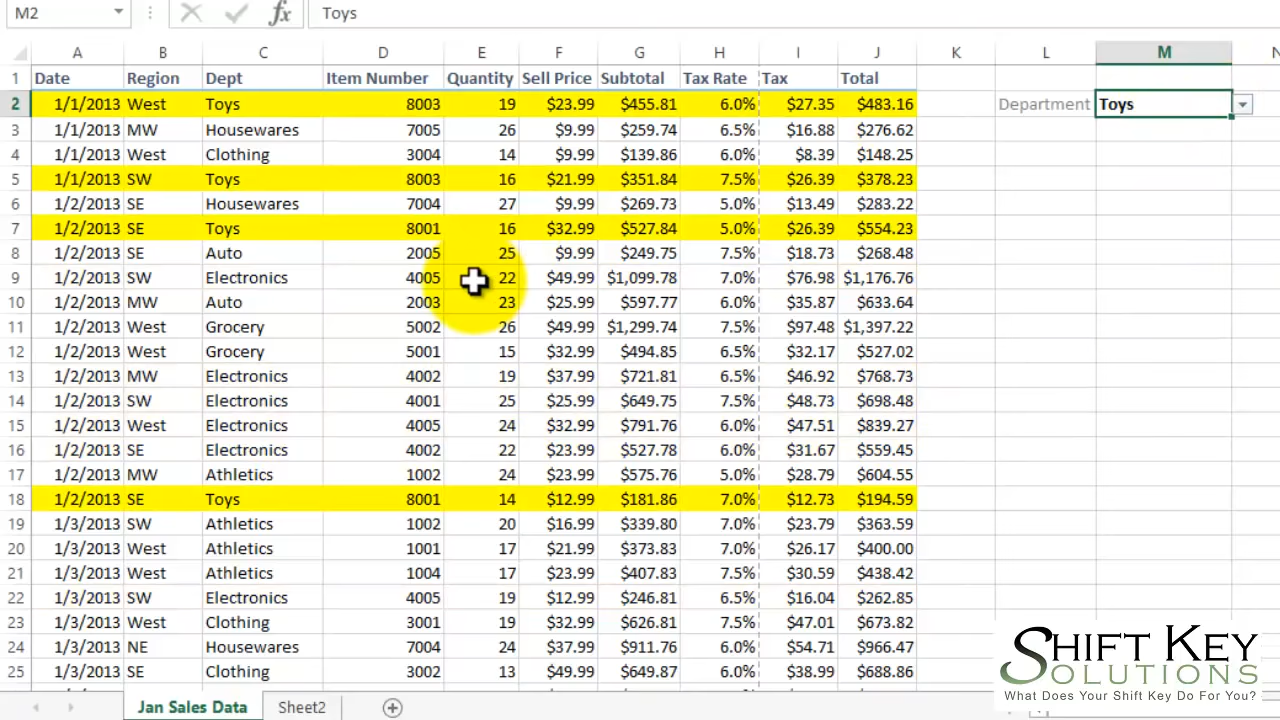 M2 fx Toys
A B C D E F G H I J K L M N
1 Date Region Dept Item Number Quantity Sell Price Subtotal Tax Rate Tax Total
2 1/1/2013 West Toys 8003 19 $23.99 $455.81 6.0% $27.35 $483.16 Department Toys
3 1/1/2013 MW Housewares 7005 26 $9.99 $259.74 6.5% $16.88 $276.62
4 1/1/2013 West Clothing 3004 14 $9.99 $139.86 6.0% $8.39 $148.25
5 1/1/2013 SW Toys 8003 16 $21.99 $351.84 7.5% $26.39 $378.23
6 1/2/2013 SE Housewares 7004 27 $9.99 $269.73 5.0% $13.49 $283.22
7 1/2/2013 SE Toys 8001 16 $32.99 $527.84 5.0% $26.39 $554.23
8 1/2/2013 SE Auto 2005 25 $9.99 $249.75 7.5% $18.73 $268.48
9 1/2/2013 SW Electronics 4005 22 $49.99 $1,099.78 7.0% $76.98 $1,176.76
10 1/2/2013 MW Auto 2003 23 $25.99 $597.77 6.0% $35.87 $633.64
11 1/2/2013 West Grocery 5002 26 $49.99 $1,299.74 7.5% $97.48 $1,397.22
12 1/2/2013 West Grocery 5001 15 $32.99 $494.85 6.5% $32.17 $527.02
13 1/2/2013 MW Electronics 4002 19 $37.99 $721.81 6.5% $46.92 $768.73
14 1/2/2013 SW Electronics 4001 25 $25.99 $649.75 7.5% $48.73 $698.48
15 1/2/2013 West Electronics 4005 24 $32.99 $791.76 6.0% $47.51 $839.27
16 1/2/2013 SE Electronics 4002 22 $23.99 $527.78 6.0% $31.67 $559.45
17 1/2/2013 MW Athletics 1002 24 $23.99 $575.76 5.0% $28.79 $604.55
18 1/2/2013 SE Toys 8001 14 $12.99 $181.86 7.0% $12.73 $194.59
19 1/3/2013 SW Athletics 1002 20 $16.99 $339.80 7.0% $23.79 $363.59
20 1/3/2013 West Athletics 1001 17 $21.99 $373.83 7.0% $26.17 $400.00
21 1/3/2013 West Athletics 1004 17 $23.99 $407.83 7.5% $30.59 $438.42
22 1/3/2013 SW Electronics 4005 19 $12.99 $246.81 6.5% $16.04 $262.85
23 1/3/2013 West Clothing 3001 19 $32.99 $626.81 7.5% $47.01 $673.82
24 1/3/2013 NE Housewares 7004 24 $37.99 $911.76 6.0% $54.71 $966.47
25 1/3/2013 SE Clothing 3002 13 $49.99 $649.87 6.0% $38.99 $688.86
SHIFT KEY
SOLUTIONS
What Does Your Shift Key Do For You?
Jan Sales Data Sheet2